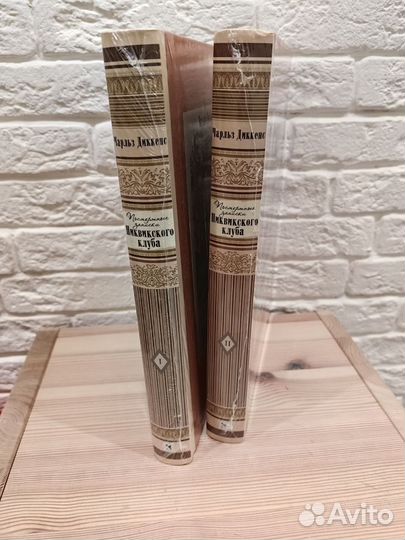 Чарльз Диккенс
Посмертные
записки
Пиквикского
клуба
I
Чарльз Диккенс
Посмертные
записки
Пиквикского
клуба
II
Avito